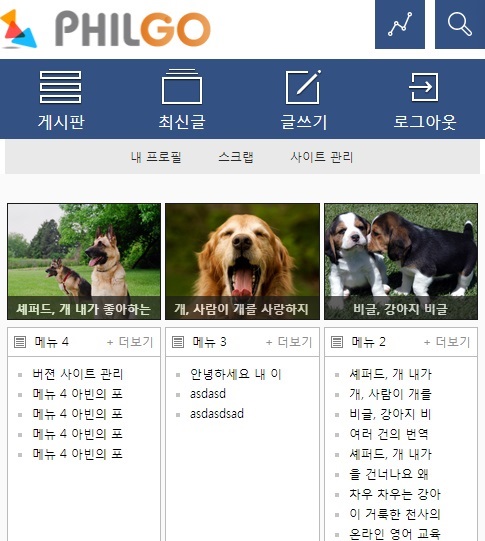 PHILGO
게시판 최신글 글쓰기 로그아웃
내 프로필 스크랩 사이트 관리
셰퍼드, 개 내가 좋아하는
개, 사람이 개를 사랑하지
비글, 강아지 비글
메뉴 4 + 더보기
버젼 사이트 관리
메뉴 4 아빈의 포
메뉴 4 아빈의 포
메뉴 4 아빈의 포
메뉴 4 아빈의 포
메뉴 3 + 더보기
안녕하세요 내 이
asdasd
asdasdsad
메뉴 2 + 더보기
셰퍼드, 개 내가
개, 사람이 개를
비글, 강아지 비
여러 건의 번역
셰퍼드, 개 내가
을 건너나요 왜
차우 차우는 강아
이 거룩한 천사의
온라인 영어 교육